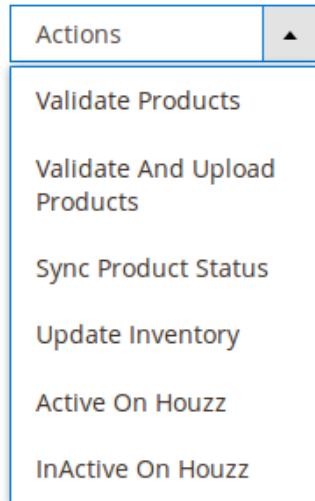 Actions
Validate Products
Validate And Upload
Products
Sync Product Status
Update Inventory
Active On Houzz
InActive On Houzz